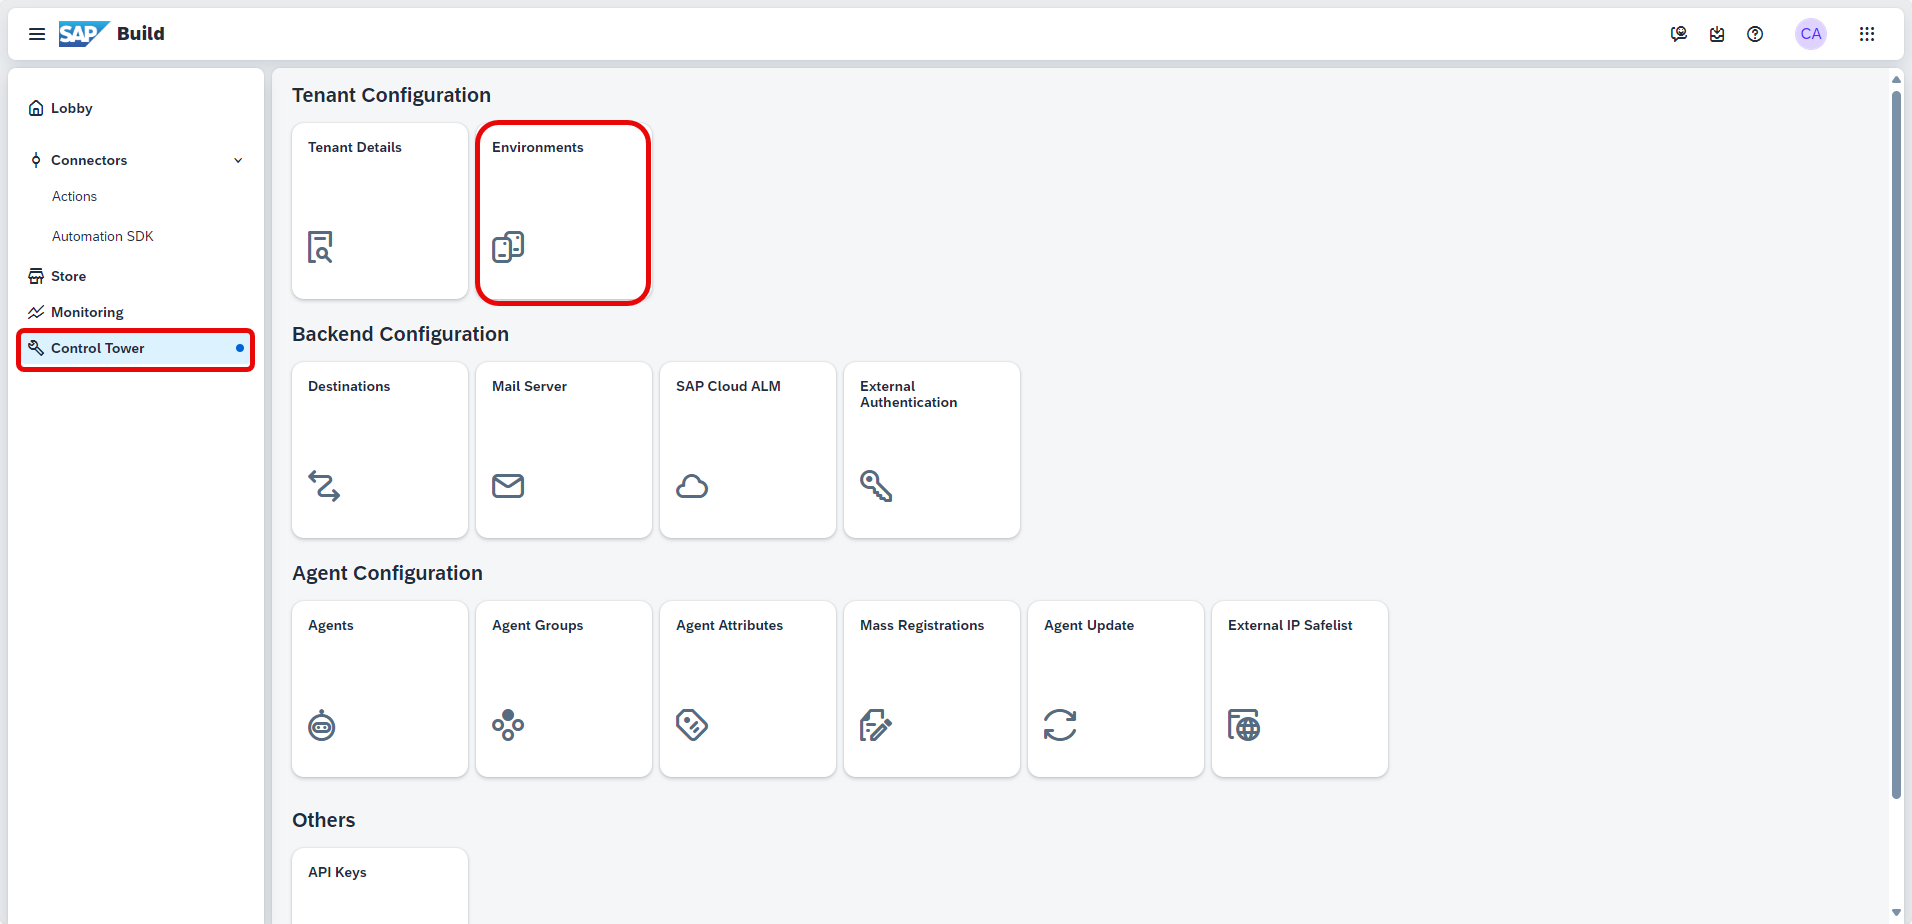 SAP Build
CA
Lobby
Connectors
Actions
Automation SDK
Store
Monitoring
Control Tower
Tenant Configuration
Tenant Details
Environments
Backend Configuration
Destinations
Mail Server
SAP Cloud ALM
External
Authentication
Agent Configuration
Agents
Agent Groups
Agent Attributes
Mass Registrations
Agent Update
External IP Safelist
Others
API Keys